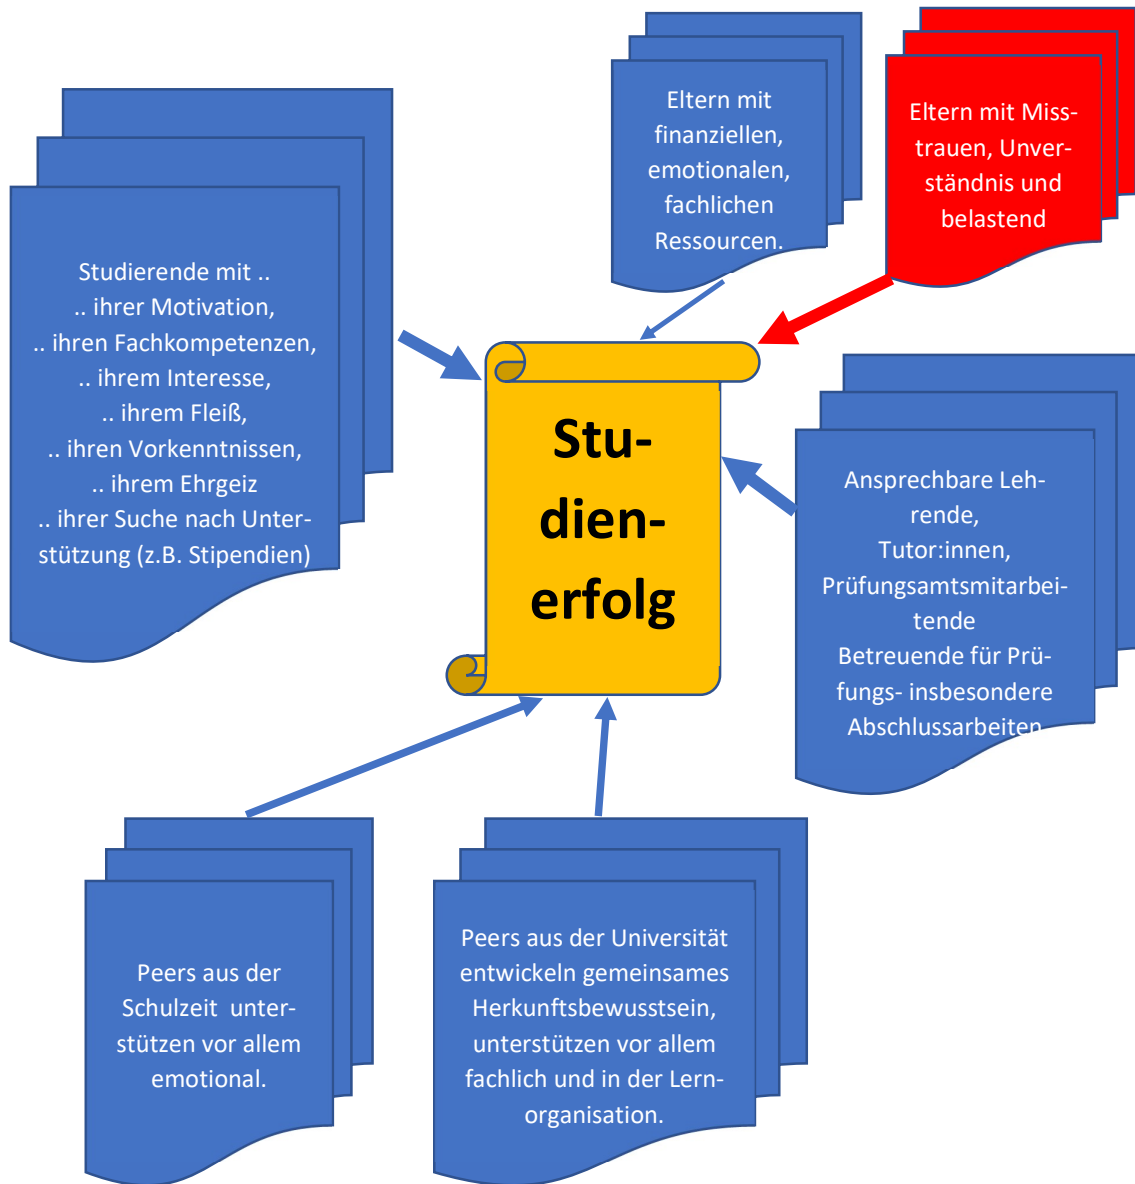 Eltern mit
finanziellen,
emotionalen,
fachlichen
Ressourcen.
Eltern mit Miss-
trauen, Unver-
ständnis und
belastend
Studierende mit ..
.. ihrer Motivation,
.. ihren Fachkompetenzen,
.. ihrem Interesse,
.. ihrem Fleiß,
.. ihren Vorkenntnissen,
.. ihrem Ehrgeiz
.. ihrer Suche nach Unter-
stützung (z.B. Stipendien)
Stu-
dien-
erfolg
Ansprechbare Leh-
rende,
Tutor:innen,
Prüfungsamtsmitarbei-
tende
Betreuende für Prü-
fungs- insbesondere
Abschlussarbeiten
Peers aus der
Schulzeit  unter-
stützen vor allem
emotional.
Peers aus der Universität
entwickeln gemeinsames
Herkunftsbewusstsein,
unterstützen vor allem
fachlich und in der Lern-
organisation.